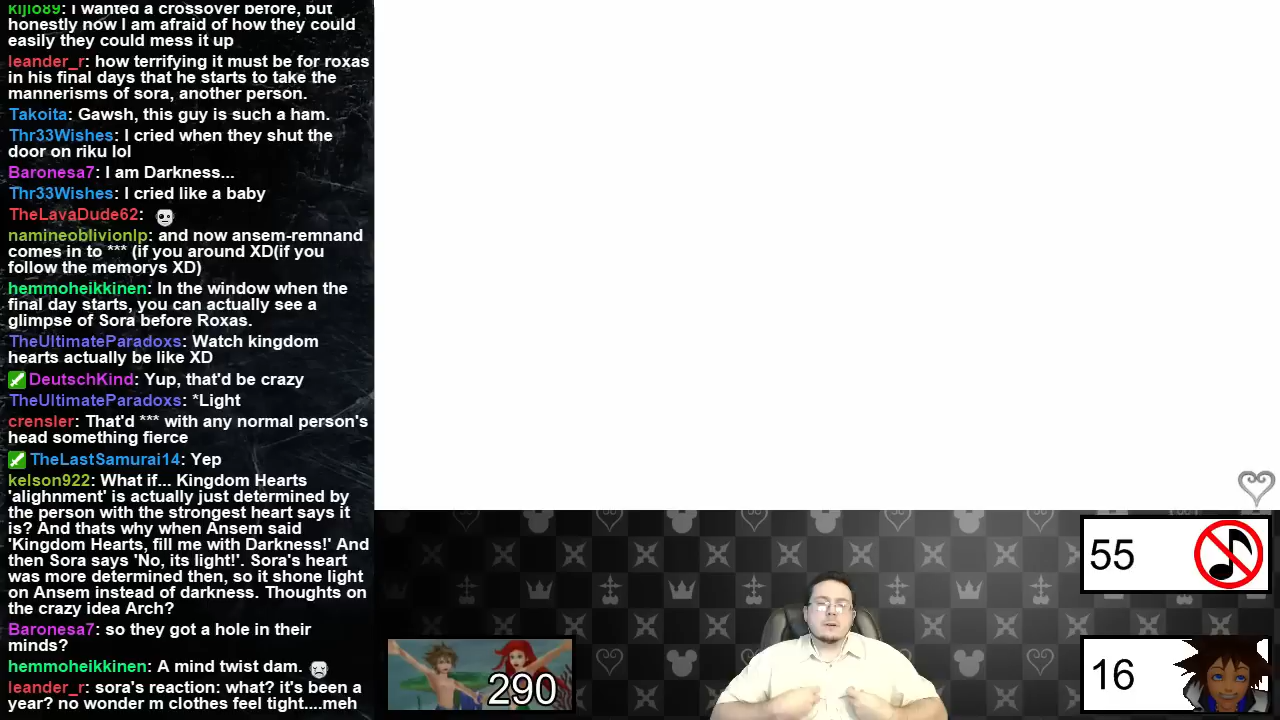 kijio89: I wanted a crossover before, but
honestly now I am afraid of how they could
easily they could mess it up
leander_r: how terrifying it must be for roxas
in his final days that he starts to take the
mannerisms of sora, another person.
Takoita: Gawsh, this guy is such a ham.
Thr33Wishes: I cried when they shut the
door on riku lol
Baronesa7: I am Darkness...
Thr33Wishes: I cried like a baby
TheLavaDude62:
namineoblivionlp: and now ansem-remnand
comes in to *** (if you around XD(if you
follow the memorys XD)
hemmoheikkinen: In the window when the
final day starts, you can actually see a
glimpse of Sora before Roxas.
TheUltimateParadoxs: Watch kingdom
hearts actually be like XD
DeutschKind: Yup, that'd be crazy
TheUltimateParadoxs: *Light
crensler: That'd *** with any normal person's
head something fierce
TheLastSamurai14: Yep
kelson922: What if... Kingdom Hearts
'alighnment' is actually just determined by
the person with the strongest heart says it
is? And thats why when Ansem said
'Kingdom Hearts, fill me with Darkness!' And
then Sora says 'No, its light!'. Sora's heart
was more determined then, so it shone light
on Ansem instead of darkness. Thoughts on
the crazy idea Arch?
Baronesa7: so they got a hole in their
minds?
hemmoheikkinen: A mind twist dam.
leander_r: sora's reaction: what? it's been a
year? no wonder m clothes feel tight....meh
55
290
16